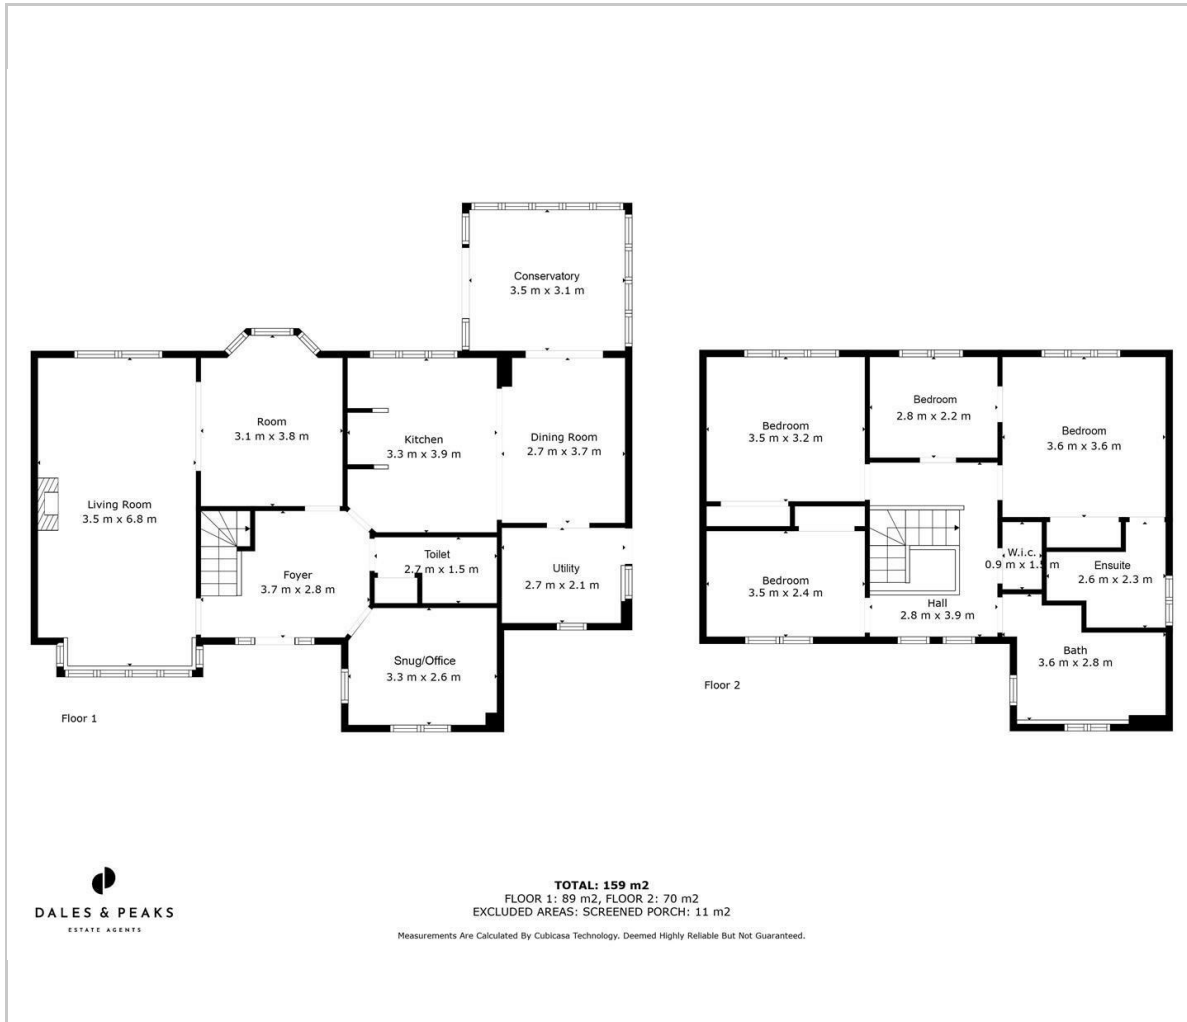 Conservatory
3.5 m x 3.1 m
Room
3.1 m x 3.8 m
Kitchen
3.3 m x 3.9 m
Dining Room
2.7 m x 3.7 m
Living Room
3.5 m x 6.8 m
Toilet
2.7 m x 1.5 m
Foyer
3.7 m x 2.8 m
Utility
2.7 m x 2.1 m
Snug/Office
3.3 m x 2.6 m
Floor 1
Bedroom
3.5 m x 3.2 m
Bedroom
2.8 m x 2.2 m
Bedroom
3.6 m x 3.6 m
W.i.c.
0.9 m x 1.5 m
Ensuite
2.6 m x 2.3 m
Bedroom
3.5 m x 2.4 m
Hall
2.8 m x 3.9 m
Bath
3.6 m x 2.8 m
Floor 2
DALES & PEAKS
ESTATE AGENTS
TOTAL: 159 m2
FLOOR 1: 89 m2, FLOOR 2: 70 m2
EXCLUDED AREAS: SCREENED PORCH: 11 m2
Measurements Are Calculated By Cubicasa Technology. Deemed Highly Reliable But Not Guaranteed.